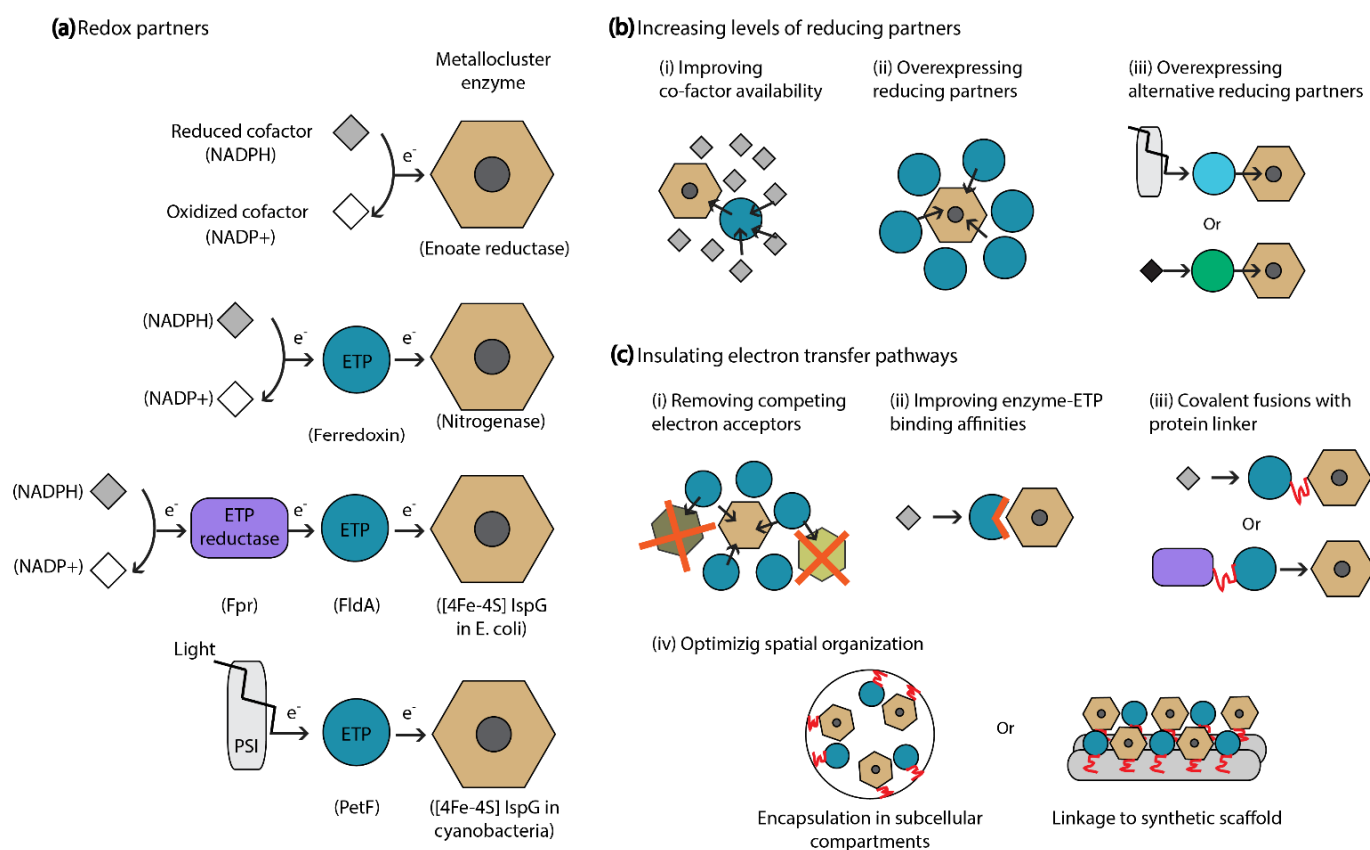 (a) Redox partners
Metallocluster
enzyme
Reduced cofactor
(NADPH)
e-
Oxidized cofactor
(NADP+)
(Enoate reductase)
(NADPH)
e-
e-
ETP
(NADP+)
(Nitrogenase)
(Ferredoxin)
(NADPH)
e-
e-
e-
ETP
reductase
ETP
(NADP+)
(Fpr)
(FldA)
([4Fe-4S] IspG
in E. coli)
Light
e-
e-
PSI
ETP
(PetF)
([4Fe-4S] IspG in
cyanobacteria)
(b) Increasing levels of reducing partners
(i) Improving
co-factor availability
(ii) Overexpressing
reducing partners
(iii) Overexpressing
alternative reducing partners
Or
(c) Insulating electron transfer pathways
(i) Removing competing
electron acceptors
(ii) Improving enzyme-ETP
binding affinities
(iii) Covalent fusions with
protein linker
Or
(iv) Optimizig spatial organization
Or
Encapsulation in subcellular
compartments
Linkage to synthetic scaffold